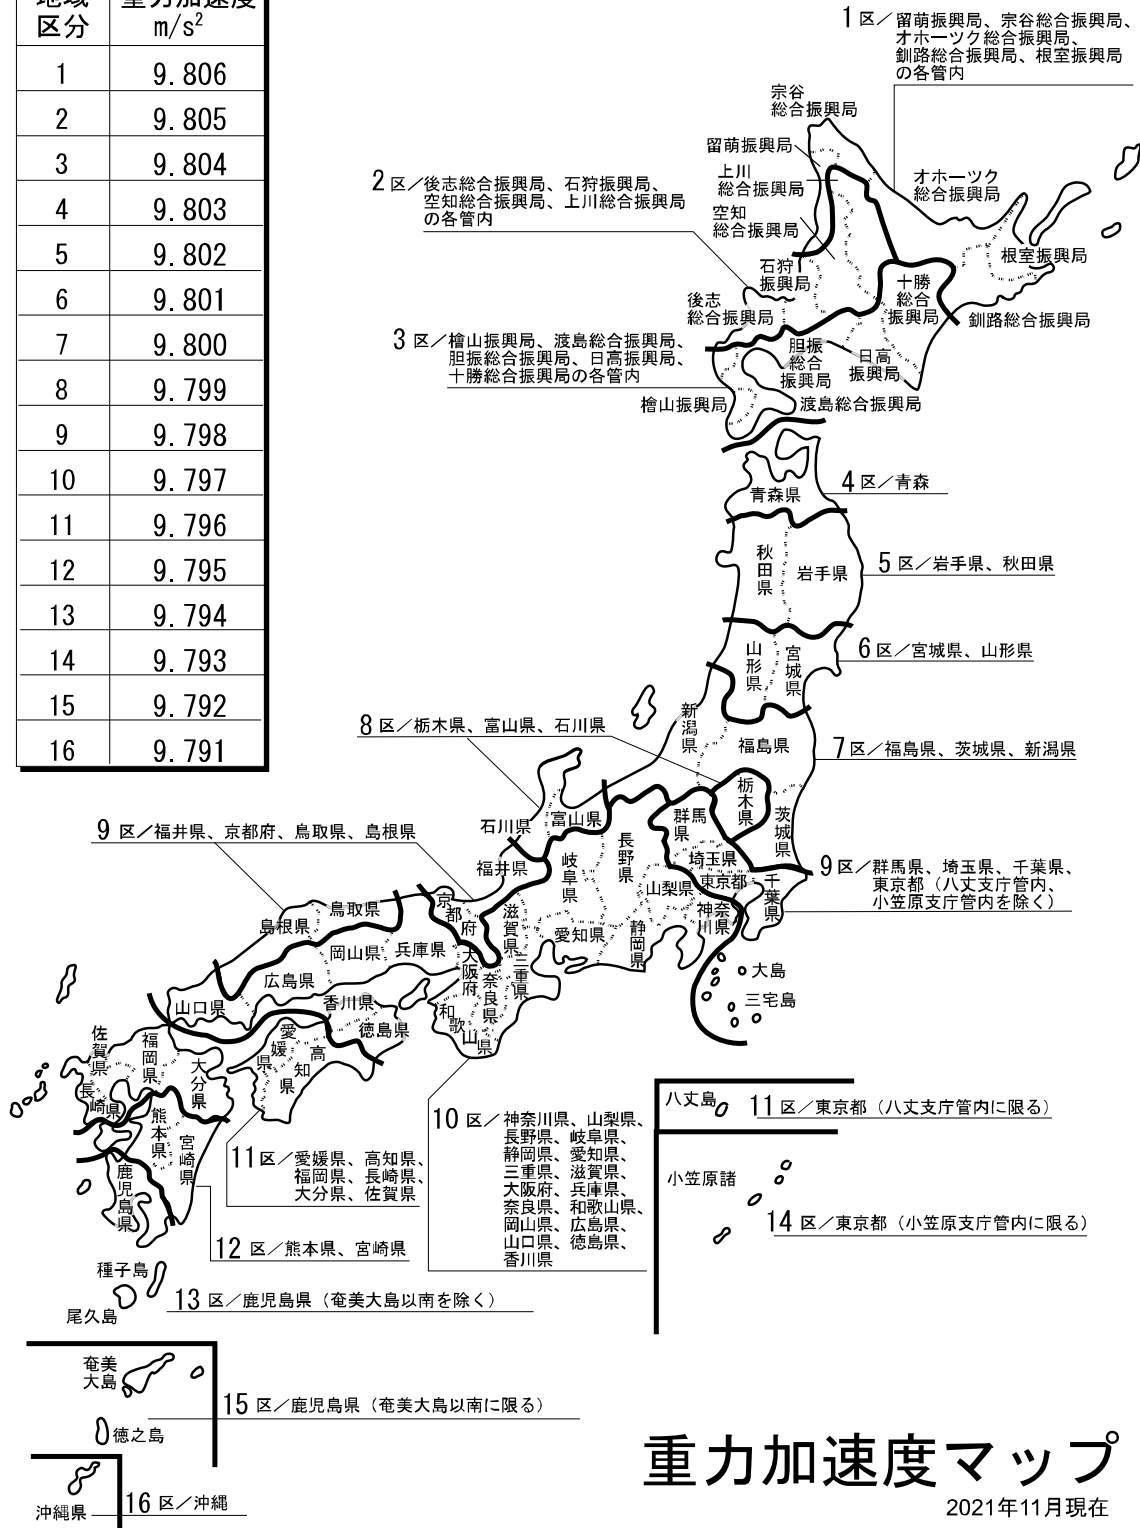 地域 重力加速度
区分 m/s²
1 9.806
2 9.805
3 9.804
4 9.803
5 9.802
6 9.801
7 9.800
8 9.799
9 9.798
10 9.797
11 9.796
12 9.795
13 9.794
14 9.793
15 9.792
16 9.791
1区／留萌振興局、宗谷総合振興局、
オホーツク総合振興局、
釧路総合振興局、根室振興局
の各管内
宗谷
総合振興局
留萌振興局
上川
総合振興局
空知
総合振興局
オホーツク
総合振興局
根室振興局
2区／後志総合振興局、石狩振興局、
空知総合振興局、上川総合振興局
の各管内
石狩
振興局
後志
総合振興局
十勝
総合
振興局
釧路総合振興局
3区／檜山振興局、渡島総合振興局、
胆振総合振興局、日高振興局、
十勝総合振興局の各管内
胆振
総合
振興局
日高
振興局
檜山振興局
渡島総合振興局
青森県
4区／青森
秋田県
岩手県
5区／岩手県、秋田県
山形県
宮城県
6区／宮城県、山形県
新潟県
福島県
7区／福島県、茨城県、新潟県
8区／栃木県、富山県、石川県
栃木県
茨城県
群馬県
富山県
石川県
9区／福井県、京都府、鳥取県、島根県
長野県
埼玉県
岐阜県
福井県
山梨県
東京都
千葉県
9区／群馬県、埼玉県、千葉県、
東京都（八丈支庁管内、
小笠原支庁管内を除く）
神奈
川県
京都府
鳥取県
島根県
滋賀県
愛知県
静岡県
岡山県
兵庫県
大阪府
三重県
奈良県
広島県
山口県
香川県
徳島県
和歌山県
大島
三宅島
愛媛県
高知県
佐賀県
福岡県
大分県
長崎県
熊本県
宮崎県
鹿児島県
八丈島
11区／東京都（八丈支庁管内に限る）
10区／神奈川県、山梨県、
長野県、岐阜県、
静岡県、愛知県、
三重県、滋賀県、
大阪府、兵庫県、
奈良県、和歌山県、
岡山県、広島県、
山口県、徳島県、
香川県
11区／愛媛県、高知県、
福岡県、長崎県、
大分県、佐賀県
小笠原諸
14区／東京都（小笠原支庁管内に限る）
12区／熊本県、宮崎県
種子島
尾久島
13区／鹿児島県（奄美大島以南を除く）
奄美
大島
徳之島
15区／鹿児島県（奄美大島以南に限る）
沖縄県
16区／沖縄
重力加速度マップ
2021年11月現在